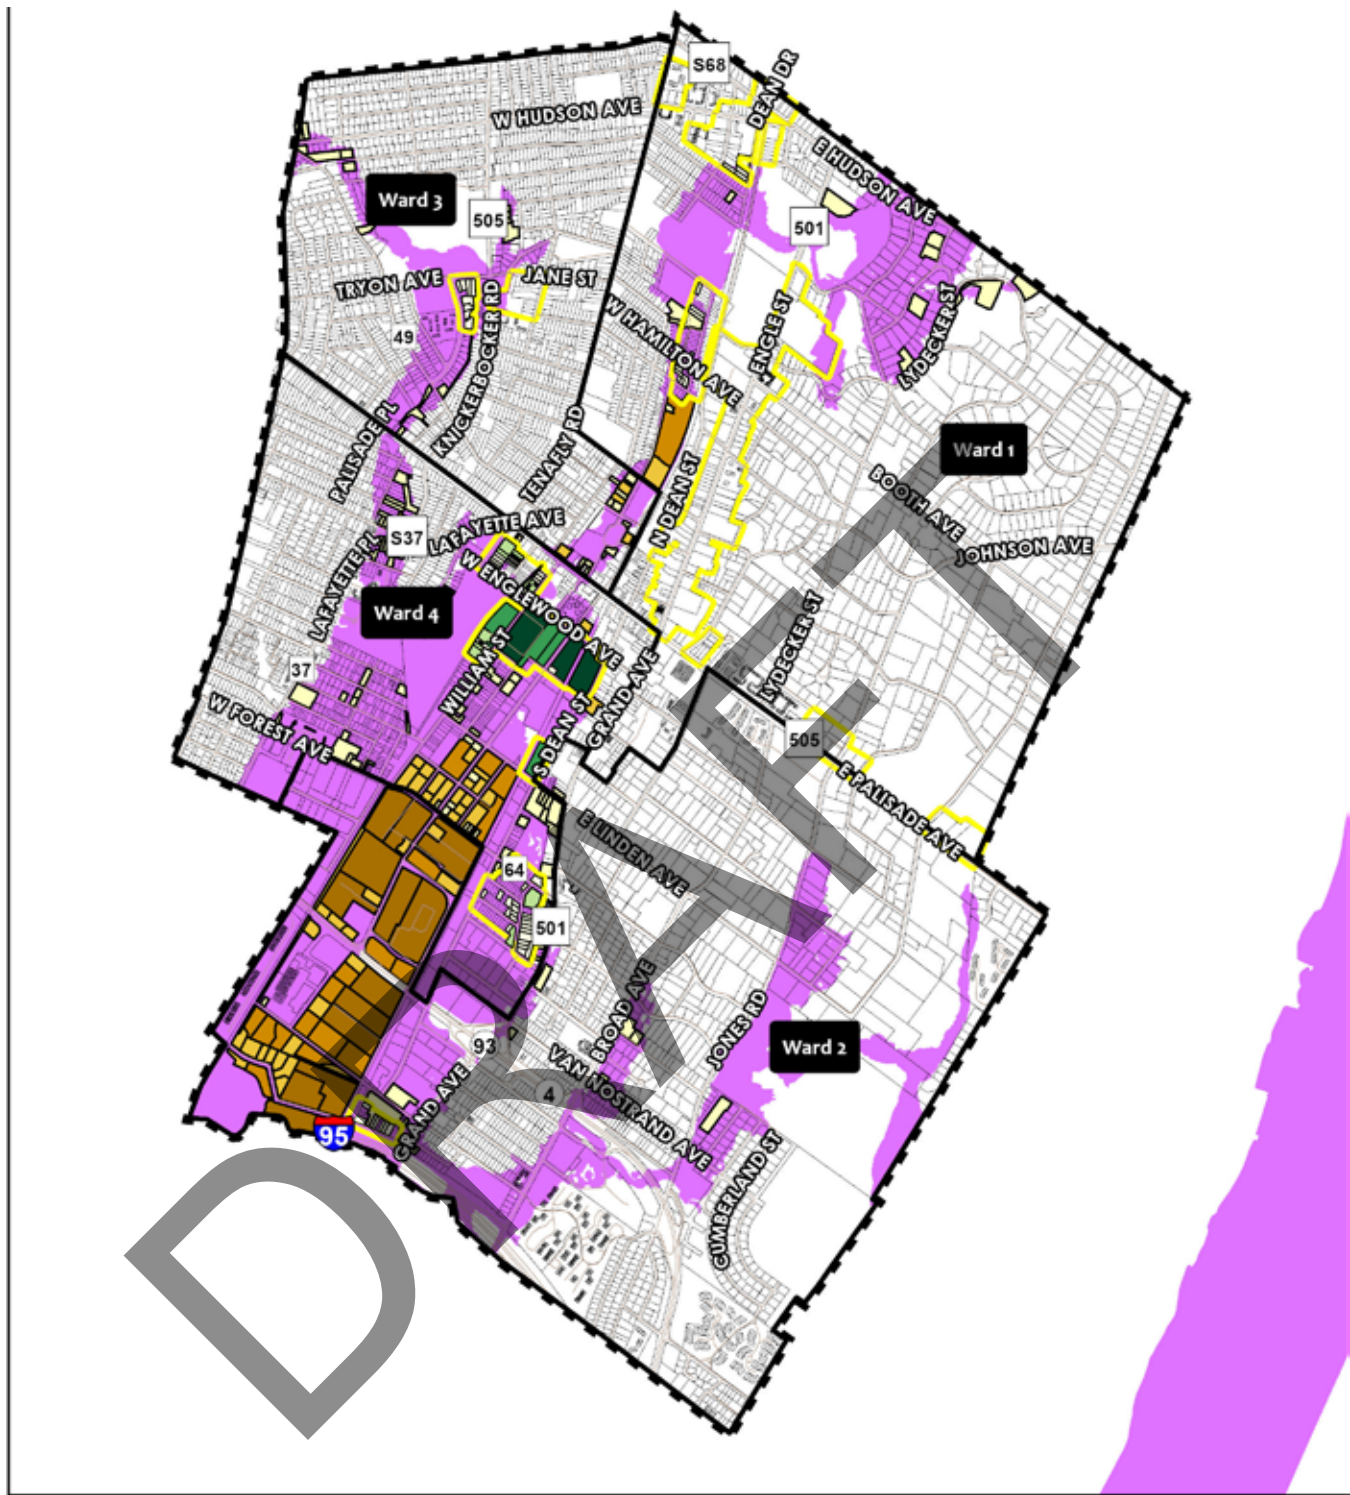 S68
DEAN DR
W HUDSON AVE
E HUDSON AVE
Ward 3
505
501
TRYON AVE
JANE ST
49
KNICKERBOCKER RD
W HAMILTON AVE
ENGLE ST
LYDECKER ST
PALISADE PL
TENAFLY RD
N DEAN ST
Ward 1
BOOTH AVE
JOHNSON AVE
S37
LAFAYETTE AVE
LAFAYETTE PL
W ENGLEWOOD AVE
Ward 4
WILLIAM ST
LYDECKER ST
37
W FOREST AVE
S DEAN ST
GRAND AVE
505
E PALISADE AVE
E LINDEN AVE
64
501
BROAD AVE
JONES RD
Ward 2
93
4
VAN NOSTRAND AVE
GRAND AVE
95
CUMBERLAND ST
DRAFT